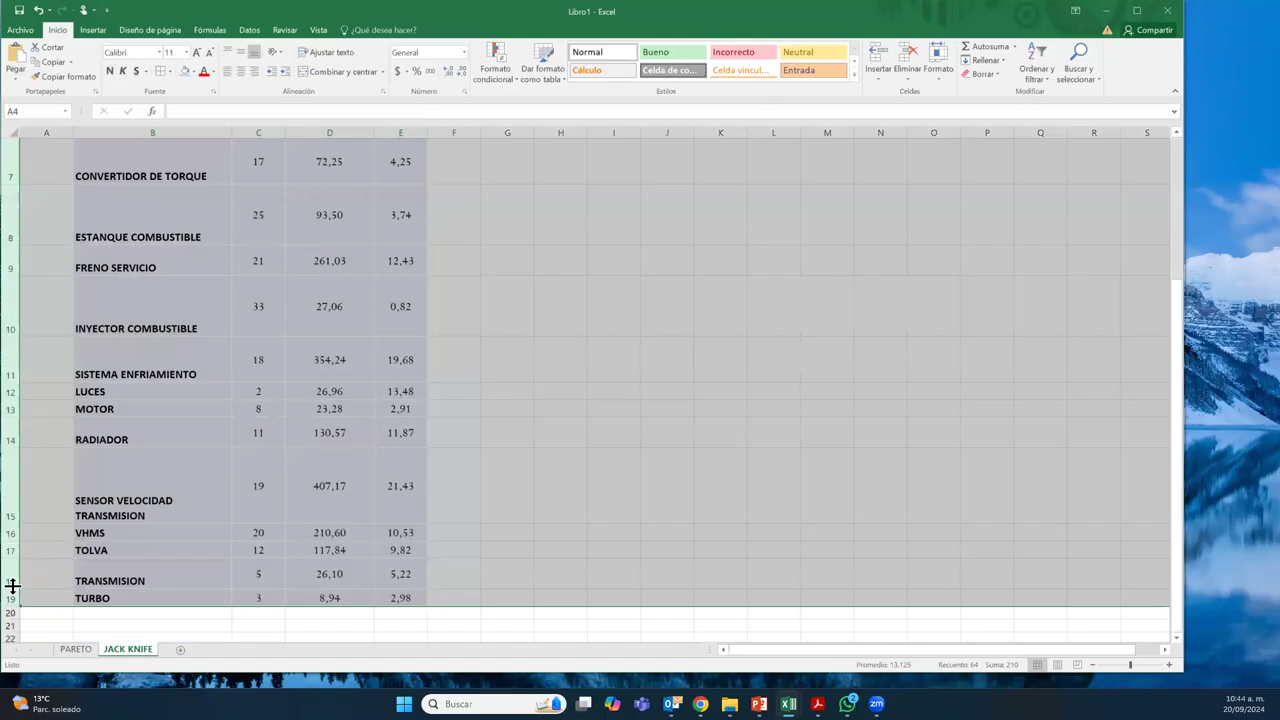 Libro1 - Excel
Archivo Inicio Insertar Diseño de página Fórmulas Datos Revisar Vista ¿Qué desea hacer? Compartir
Pegar
Cortar
Copiar
Copiar formato
Portapapeles
Calibri 11
N K S
Fuente
Ajustar texto
Combinar y centrar
Alineación
General
$ % 000
Número
Formato condicional
Dar formato como tabla
Normal Bueno Incorrecto Neutral
Cálculo Celda de co... Celda vincul... Entrada
Estilos
Insertar Eliminar Formato
Celdas
Autosuma
Rellenar
Borrar
Ordenar y filtrar
Buscar y seleccionar
Modificar
A4 fx
A B C D E F G H I J K L M N O P Q R S
7 CONVERTIDOR DE TORQUE 17 72,25 4,25
8 ESTANQUE COMBUSTIBLE 25 93,50 3,74
9 FRENO SERVICIO 21 261,03 12,43
10 INYECTOR COMBUSTIBLE 33 27,06 0,82
11 SISTEMA ENFRIAMIENTO 18 354,24 19,68
12 LUCES 2 26,96 13,48
13 MOTOR 8 23,28 2,91
14 RADIADOR 11 130,57 11,87
SENSOR VELOCIDAD 19 407,17 21,43
15 TRANSMISION
16 VHMS 20 210,60 10,53
17 TOLVA 12 117,84 9,82
TRANSMISION 5 26,10 5,22
19 TURBO 3 8,94 2,98
20
21
22
PARETO JACK KNIFE
Listo Promedio: 13.125 Recuento: 64 Suma: 210
13°C
Parc. soleado
Buscar
10:44 a. m.
20/09/2024